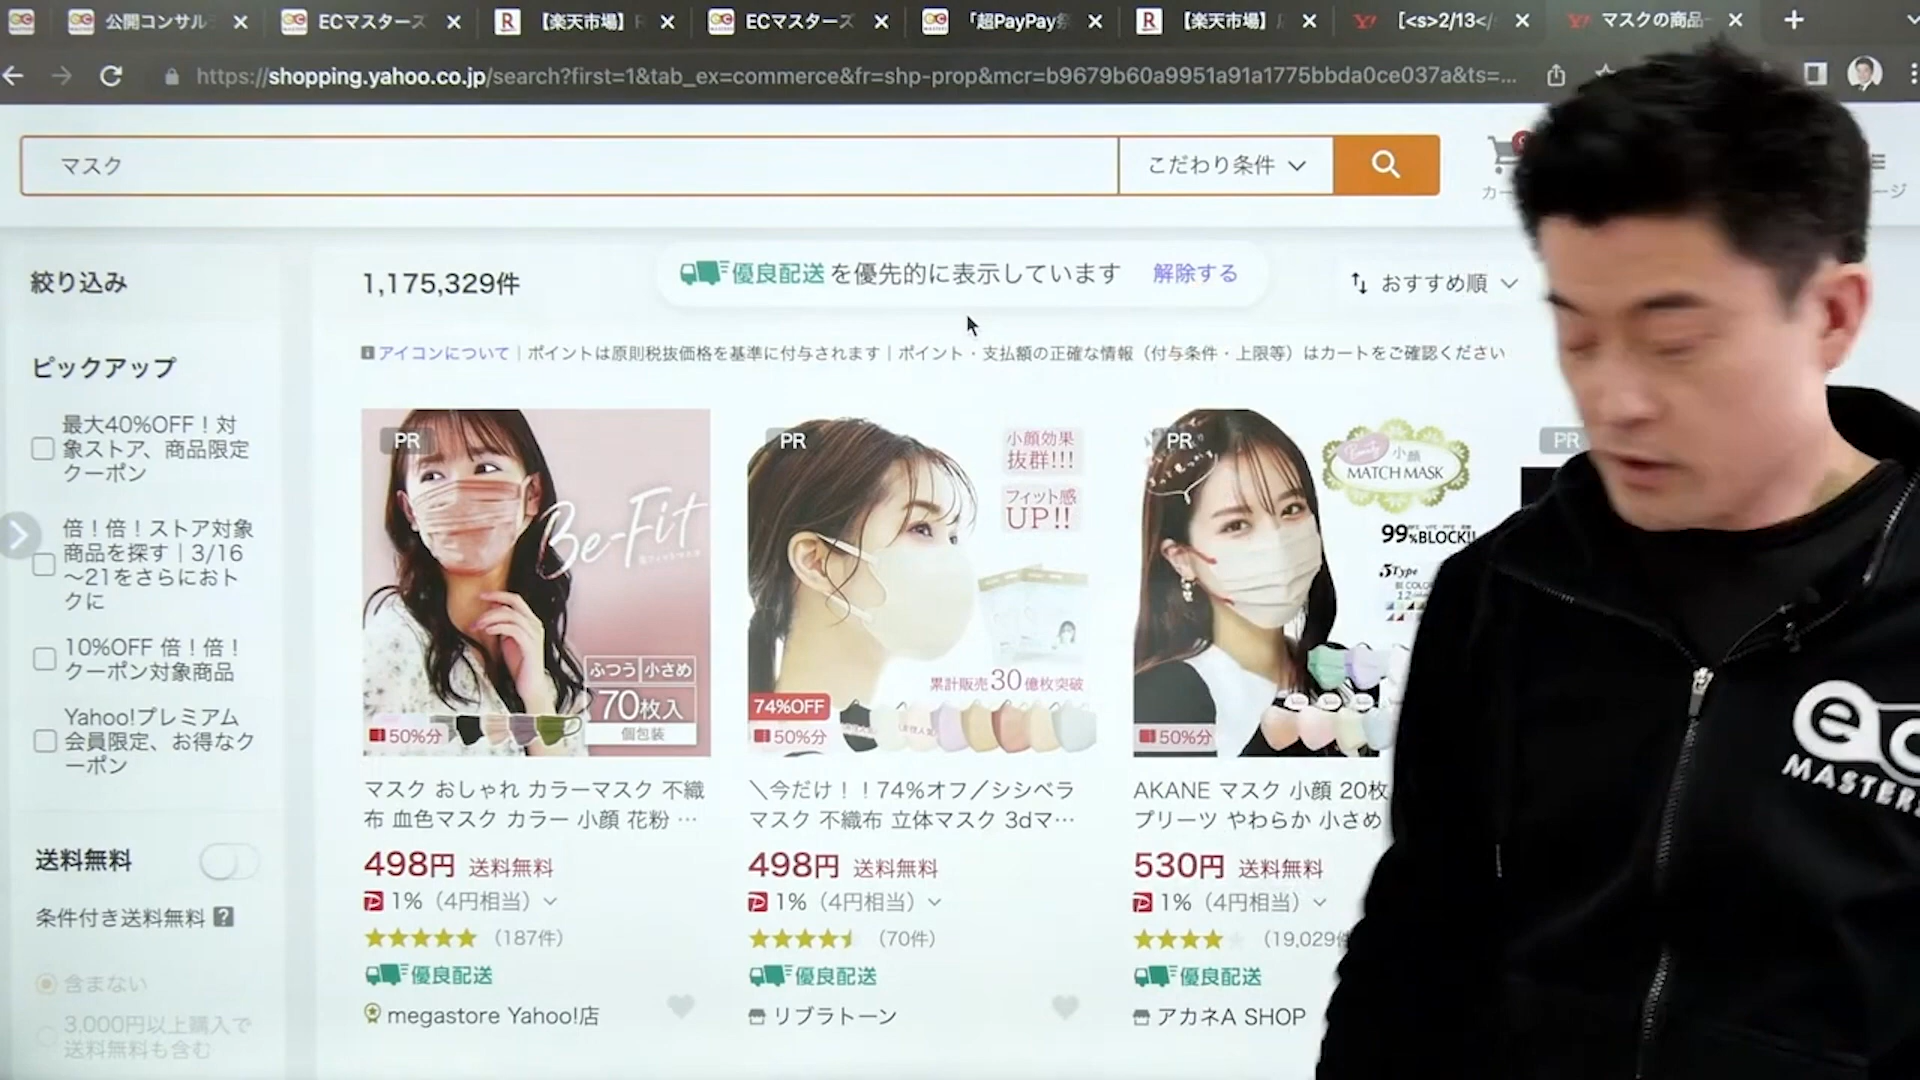 公開コンサル
ECマスターズ
【楽天市場】
ECマスターズ
「超PayPay祭
【楽天市場】
[<s>2/13</
マスクの商品一
https://shopping.yahoo.co.jp/search?first=1&tab_ex=commerce&fr=shp-prop&mcr=b9679b60a9951a91a1775bbda0ce037a&ts=...
マスク
こだわり条件
カー
ージ
絞り込み
1,175,329件
優良配送を優先的に表示しています 解除する
おすすめ順
アイコンについて | ポイントは原則税抜価格を基準に付与されます | ポイント・支払額の正確な情報（付与条件・上限等）はカートをご確認ください
ピックアップ
最大40%OFF！対
象ストア、商品限定
クーポン
倍！倍！ストア対象
商品を探す｜3/16
～21をさらにおト
クに
10%OFF 倍！倍！
クーポン対象商品
Yahoo!プレミアム
会員限定、お得なク
ーポン
送料無料
条件付き送料無料
含まない
3,000円以上購入で
送料無料も含む
PR
Be-Fit
ふつう 小さめ
70枚入
個包装
50%分
マスク おしゃれ カラーマスク 不織
布 血色マスク カラー 小顔 花粉 …
498円 送料無料
1%（4円相当）
（187件）
優良配送
megastore Yahoo!店
PR
小顔効果
抜群!!!
フィット感
UP!!
累計販売30億枚突破
74%OFF
50%分
＼今だけ！！74%オフ／シシベラ
マスク 不織布 立体マスク 3dマ…
498円 送料無料
1%（4円相当）
（70件）
優良配送
リブラトーン
PR
Beauty 小顔
MATCH MASK
99%BLOCK!!
5Type
50%分
AKANE マスク 小顔 20枚
プリーツ やわらか 小さめ
530円 送料無料
1%（4円相当）
（19,029件
優良配送
アカネA SHOP
PR
MASTERS